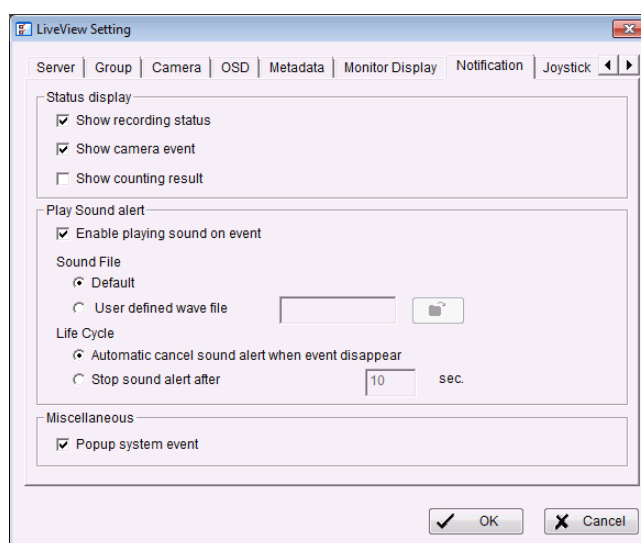 LiveView Setting
Server Group Camera OSD Metadata Monitor Display Notification Joystick
Status display
Show recording status
Show camera event
Show counting result
Play Sound alert
Enable playing sound on event
Sound File
Default
User defined wave file
Life Cycle
Automatic cancel sound alert when event disappear
Stop sound alert after 10 sec.
Miscellaneous
Popup system event
OK Cancel